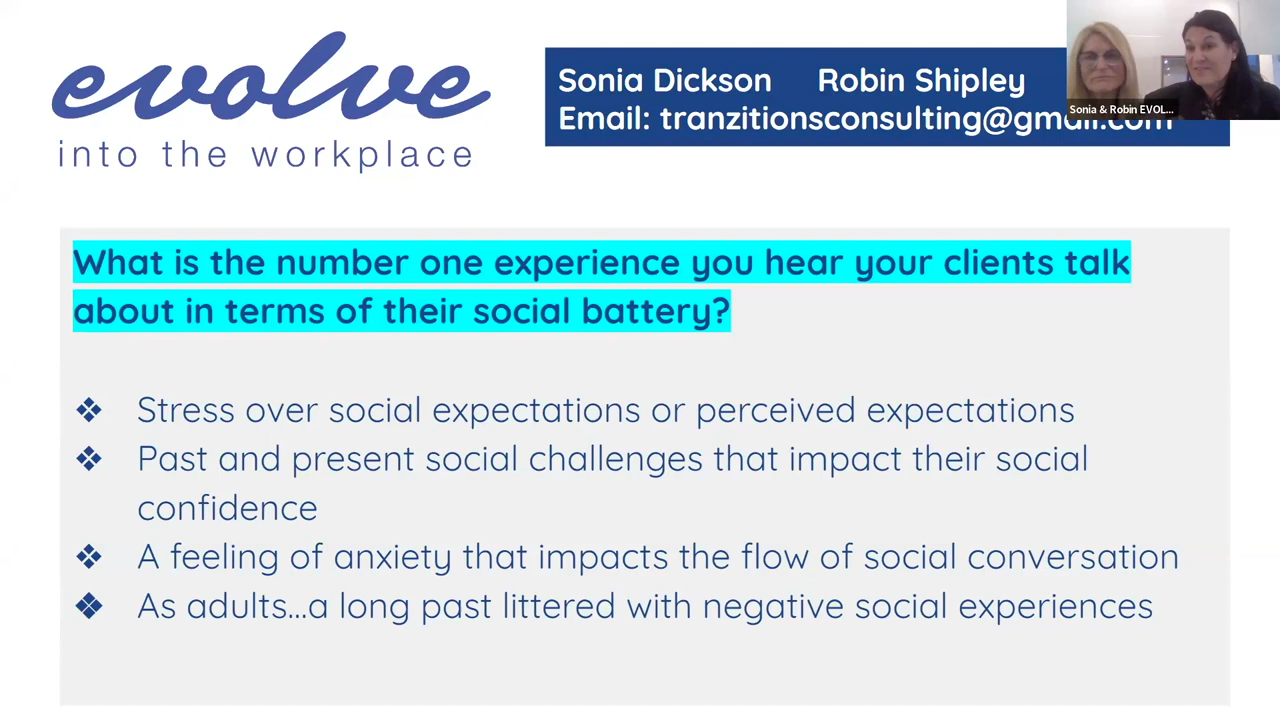 evolve
into the workplace
Sonia Dickson Robin Shipley
Email: tranzitionsconsulting@gmail.com
Sonia & Robin EVOL...
What is the number one experience you hear your clients talk
about in terms of their social battery?
❖ Stress over social expectations or perceived expectations
❖ Past and present social challenges that impact their social
confidence
❖ A feeling of anxiety that impacts the flow of social conversation
❖ As adults...a long past littered with negative social experiences